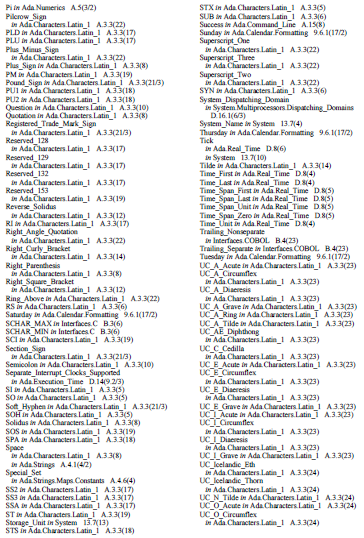 Pi in Ada.Numerics A.5(3/2)
Pilcrow_Sign
in Ada.Characters.Latin_1 A.3.3(22)
PLD in Ada.Characters.Latin_1 A.3.3(17)
PLU in Ada.Characters.Latin_1 A.3.3(17)
Plus_Minus_Sign
in Ada.Characters.Latin_1 A.3.3(22)
Plus_Sign in Ada.Characters.Latin_1 A.3.3(8)
PM in Ada.Characters.Latin_1 A.3.3(19)
Pound_Sign in Ada.Characters.Latin_1 A.3.3(21/3)
PU1 in Ada.Characters.Latin_1 A.3.3(18)
PU2 in Ada.Characters.Latin_1 A.3.3(18)
Question in Ada.Characters.Latin_1 A.3.3(10)
Quotation in Ada.Characters.Latin_1 A.3.3(8)
Registered_Trade_Mark_Sign
in Ada.Characters.Latin_1 A.3.3(21/3)
Reserved_128
in Ada.Characters.Latin_1 A.3.3(17)
Reserved_129
in Ada.Characters.Latin_1 A.3.3(17)
Reserved_132
in Ada.Characters.Latin_1 A.3.3(17)
Reserved_153
in Ada.Characters.Latin_1 A.3.3(19)
Reverse_Solidus
in Ada.Characters.Latin_1 A.3.3(12)
RI in Ada.Characters.Latin_1 A.3.3(17)
Right_Angle_Quotation
in Ada.Characters.Latin_1 A.3.3(22)
Right_Curly_Bracket
in Ada.Characters.Latin_1 A.3.3(14)
Right_Parenthesis
in Ada.Characters.Latin_1 A.3.3(8)
Right_Square_Bracket
in Ada.Characters.Latin_1 A.3.3(12)
Ring_Above in Ada.Characters.Latin_1 A.3.3(22)
RS in Ada.Characters.Latin_1 A.3.3(6)
Saturday in Ada.Calendar.Formatting 9.6.1(17/2)
SCHAR_MAX in Interfaces.C B.3(6)
SCHAR_MIN in Interfaces.C B.3(6)
SCI in Ada.Characters.Latin_1 A.3.3(19)
Section_Sign
in Ada.Characters.Latin_1 A.3.3(21/3)
Semicolon in Ada.Characters.Latin_1 A.3.3(10)
Separate_Interrupt_Clocks_Supported
in Ada.Execution_Time D.14(9.2/3)
SI in Ada.Characters.Latin_1 A.3.3(5)
SO in Ada.Characters.Latin_1 A.3.3(5)
Soft_Hyphen in Ada.Characters.Latin_1 A.3.3(21/3)
SOH in Ada.Characters.Latin_1 A.3.3(5)
Solidus in Ada.Characters.Latin_1 A.3.3(8)
SOS in Ada.Characters.Latin_1 A.3.3(19)
SPA in Ada.Characters.Latin_1 A.3.3(18)
Space
in Ada.Characters.Latin_1 A.3.3(8)
in Ada.Strings A.4.1(4/2)
Special_Set
in Ada.Strings.Maps.Constants A.4.6(4)
SS2 in Ada.Characters.Latin_1 A.3.3(17)
SS3 in Ada.Characters.Latin_1 A.3.3(17)
SSA in Ada.Characters.Latin_1 A.3.3(17)
ST in Ada.Characters.Latin_1 A.3.3(19)
Storage_Unit in System 13.7(13)
STS in Ada.Characters.Latin_1 A.3.3(18)
STX in Ada.Characters.Latin_1 A.3.3(5)
SUB in Ada.Characters.Latin_1 A.3.3(6)
Success in Ada.Command_Line A.15(8)
Sunday in Ada.Calendar.Formatting 9.6.1(17/2)
Superscript_One
in Ada.Characters.Latin_1 A.3.3(22)
Superscript_Three
in Ada.Characters.Latin_1 A.3.3(22)
Superscript_Two
in Ada.Characters.Latin_1 A.3.3(22)
SYN in Ada.Characters.Latin_1 A.3.3(6)
System_Dispatching_Domain
in System.Multiprocessors.Dispatching_Domains
D.16.1(6/3)
System_Name in System 13.7(4)
Thursday in Ada.Calendar.Formatting 9.6.1(17/2)
Tick
in Ada.Real_Time D.8(6)
in System 13.7(10)
Tilde in Ada.Characters.Latin_1 A.3.3(14)
Time_First in Ada.Real_Time D.8(4)
Time_Last in Ada.Real_Time D.8(4)
Time_Span_First in Ada.Real_Time D.8(5)
Time_Span_Last in Ada.Real_Time D.8(5)
Time_Span_Unit in Ada.Real_Time D.8(5)
Time_Span_Zero in Ada.Real_Time D.8(5)
Time_Unit in Ada.Real_Time D.8(4)
Trailing_Nonseparate
in Interfaces.COBOL B.4(23)
Trailing_Separate in Interfaces.COBOL B.4(23)
Tuesday in Ada.Calendar.Formatting 9.6.1(17/2)
UC_A_Acute in Ada.Characters.Latin_1 A.3.3(23)
UC_A_Circumflex
in Ada.Characters.Latin_1 A.3.3(23)
UC_A_Diaeresis
in Ada.Characters.Latin_1 A.3.3(23)
UC_A_Grave in Ada.Characters.Latin_1 A.3.3(23)
UC_A_Ring in Ada.Characters.Latin_1 A.3.3(23)
UC_A_Tilde in Ada.Characters.Latin_1 A.3.3(23)
UC_AE_Diphthong
in Ada.Characters.Latin_1 A.3.3(23)
UC_C_Cedilla
in Ada.Characters.Latin_1 A.3.3(23)
UC_E_Acute in Ada.Characters.Latin_1 A.3.3(23)
UC_E_Circumflex
in Ada.Characters.Latin_1 A.3.3(23)
UC_E_Diaeresis
in Ada.Characters.Latin_1 A.3.3(23)
UC_E_Grave in Ada.Characters.Latin_1 A.3.3(23)
UC_I_Acute in Ada.Characters.Latin_1 A.3.3(23)
UC_I_Circumflex
in Ada.Characters.Latin_1 A.3.3(23)
UC_I_Diaeresis
in Ada.Characters.Latin_1 A.3.3(23)
UC_I_Grave in Ada.Characters.Latin_1 A.3.3(23)
UC_Icelandic_Eth
in Ada.Characters.Latin_1 A.3.3(24)
UC_Icelandic_Thorn
in Ada.Characters.Latin_1 A.3.3(24)
UC_N_Tilde in Ada.Characters.Latin_1 A.3.3(24)
UC_O_Acute in Ada.Characters.Latin_1 A.3.3(24)
UC_O_Circumflex
in Ada.Characters.Latin_1 A.3.3(24)